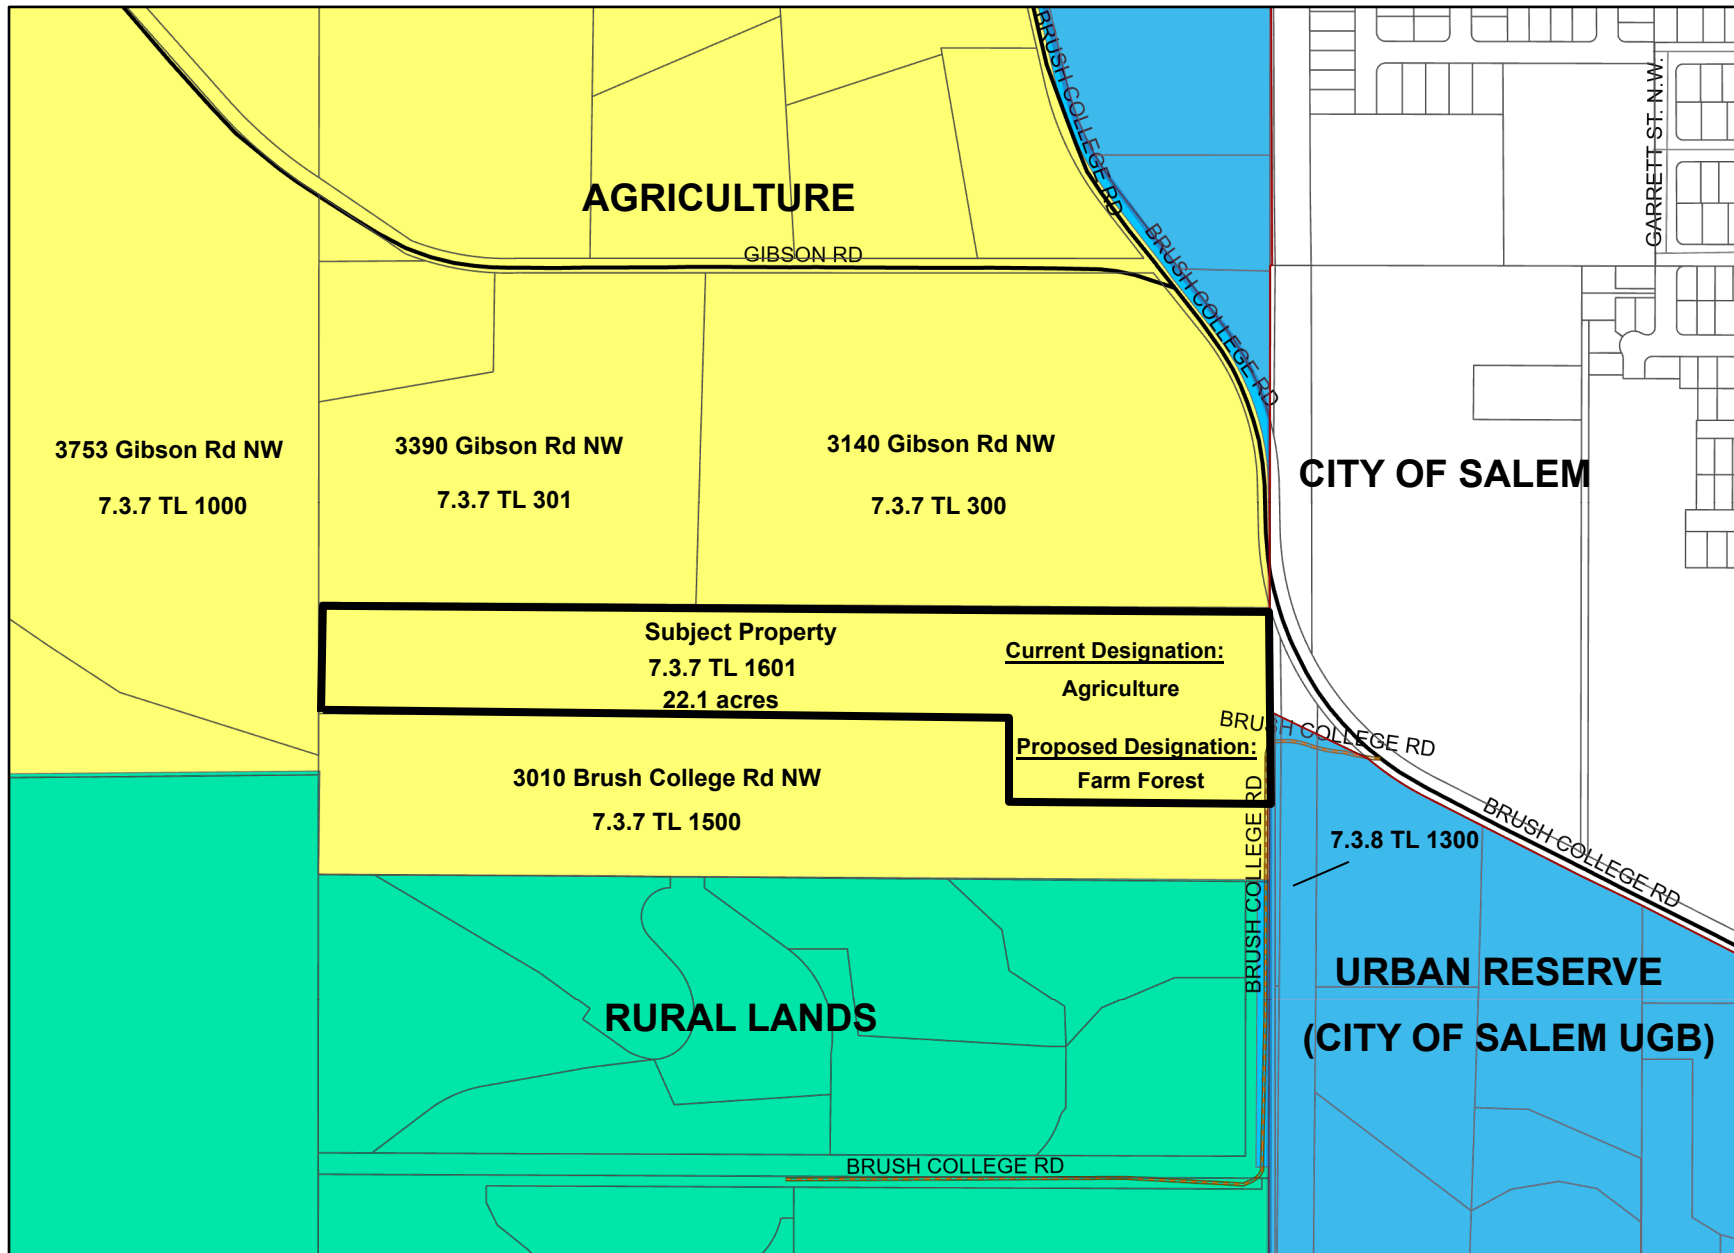 BRUSH COLLEGE RD
GARRETT ST. N.W.
AGRICULTURE
GIBSON RD
BRUSH COLLEGE RD
3753 Gibson Rd NW
7.3.7 TL 1000
3390 Gibson Rd NW
7.3.7 TL 301
3140 Gibson Rd NW
7.3.7 TL 300
CITY OF SALEM
Subject Property
7.3.7 TL 1601
22.1 acres
Current Designation:
Agriculture
Proposed Designation:
Farm Forest
BRUSH COLLEGE RD
3010 Brush College Rd NW
7.3.7 TL 1500
BRUSH COLLEGE RD
7.3.8 TL 1300
BRUSH COLLEGE RD
RURAL LANDS
URBAN RESERVE
(CITY OF SALEM UGB)
BRUSH COLLEGE RD